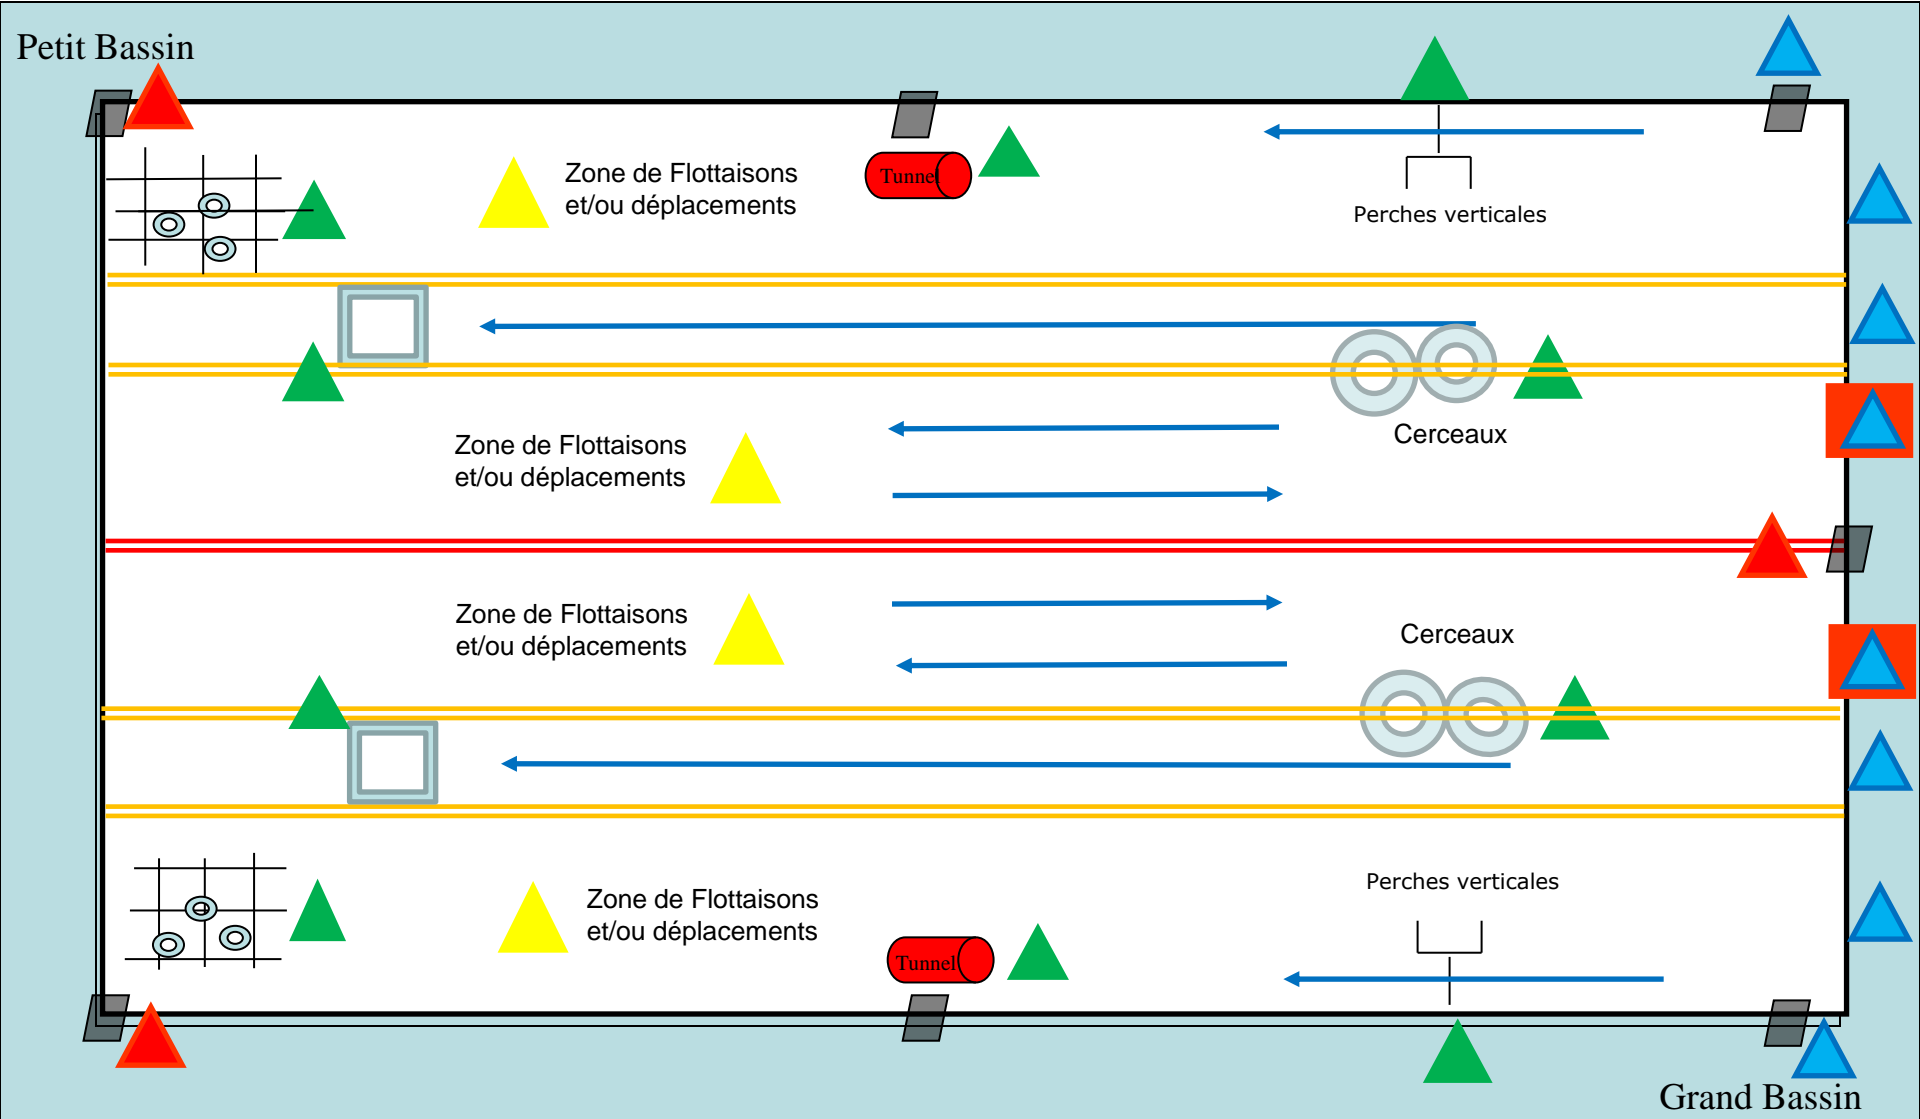 Petit Bassin
Zone de Flottaisons
et/ou déplacements
Tunnel
Perches verticales
Cerceaux
Zone de Flottaisons
et/ou déplacements
Zone de Flottaisons
et/ou déplacements
Cerceaux
Perches verticales
Zone de Flottaisons
et/ou déplacements
Tunnel
Grand Bassin